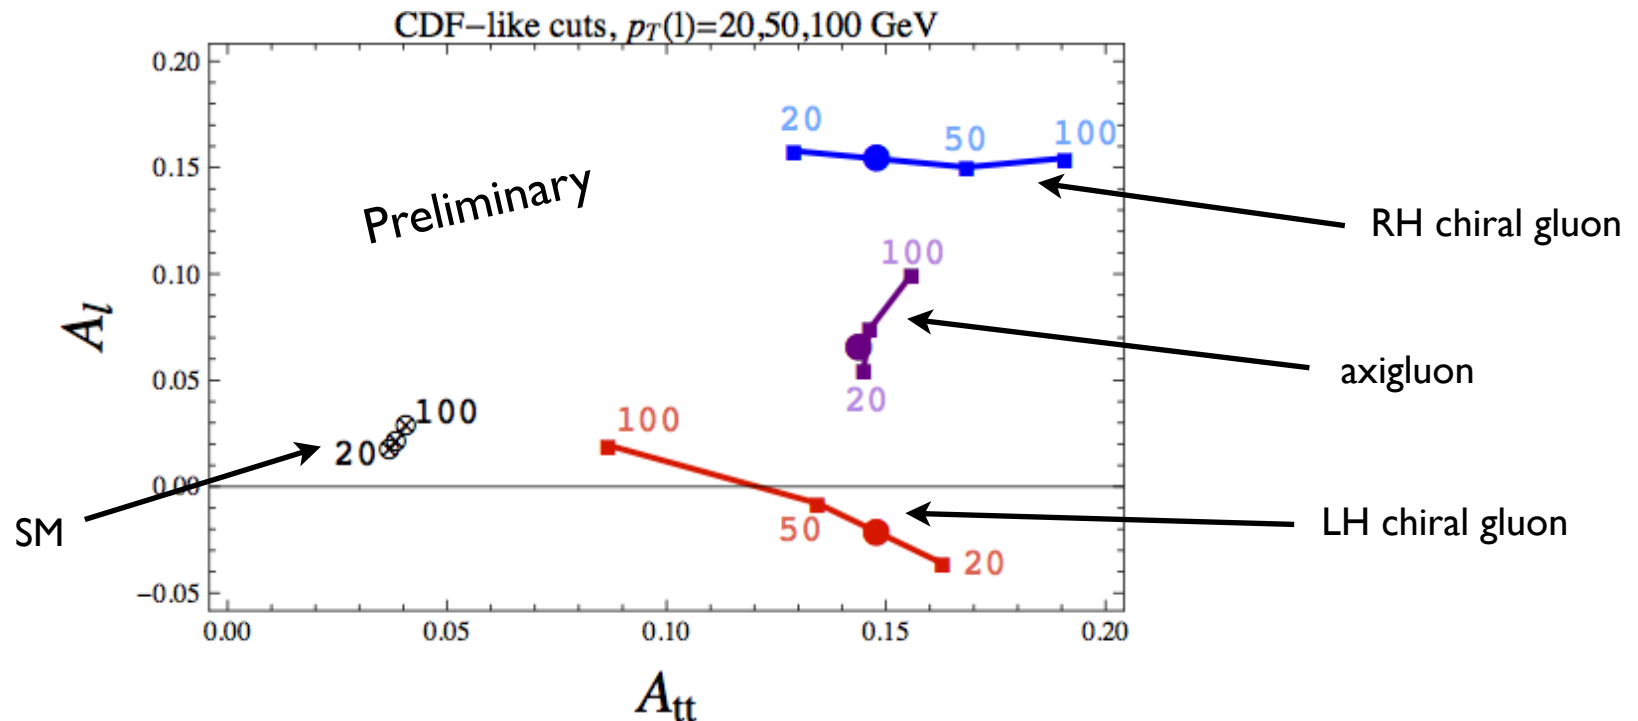 CDF−like cuts, pT(l)=20,50,100 GeV
0.20
0.15
0.10
0.05
0.00
−0.05
0.00
0.05
0.10
0.15
0.20
Al
Att
Preliminary
20
50
100
RH chiral gluon
100
20
axigluon
100
20
SM
100
50
20
LH chiral gluon